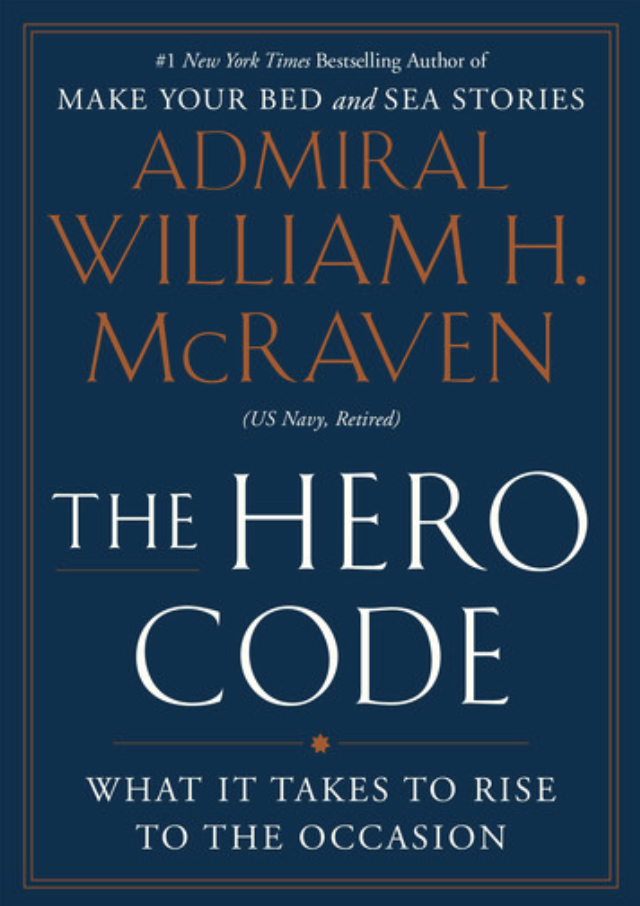 #1 New York Times Bestselling Author of
MAKE YOUR BED and SEA STORIES
ADMIRAL
WILLIAM H.
McRAVEN
(US Navy, Retired)
THE HERO
CODE
WHAT IT TAKES TO RISE
TO THE OCCASION